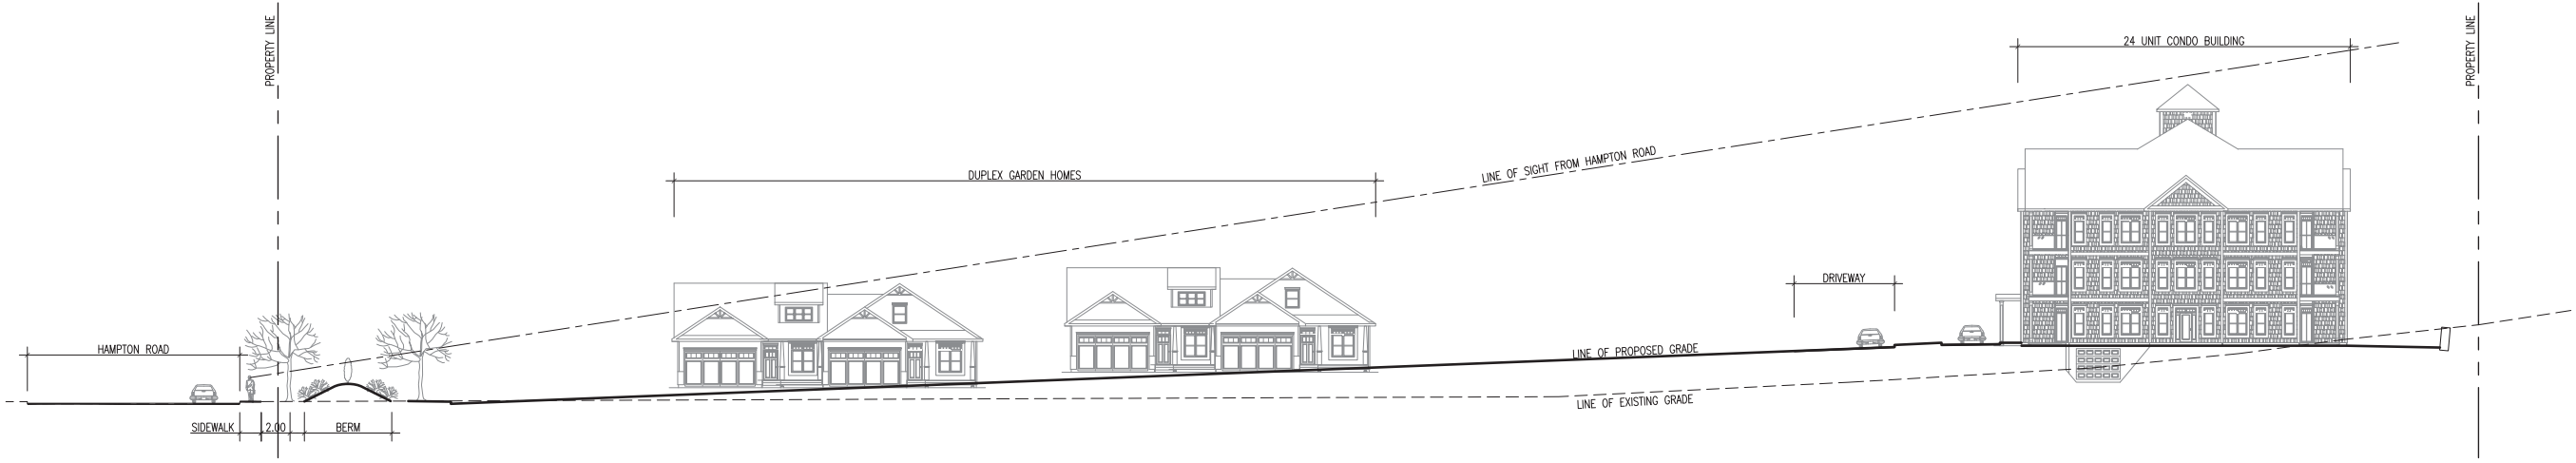 PROPERTY LINE
24 UNIT CONDO BUILDING
PROPERTY LINE
DUPLEX GARDEN HOMES
LINE OF SIGHT FROM HAMPTON ROAD
DRIVEWAY
HAMPTON ROAD
LINE OF PROPOSED GRADE
LINE OF EXISTING GRADE
SIDEWALK
2.00
BERM